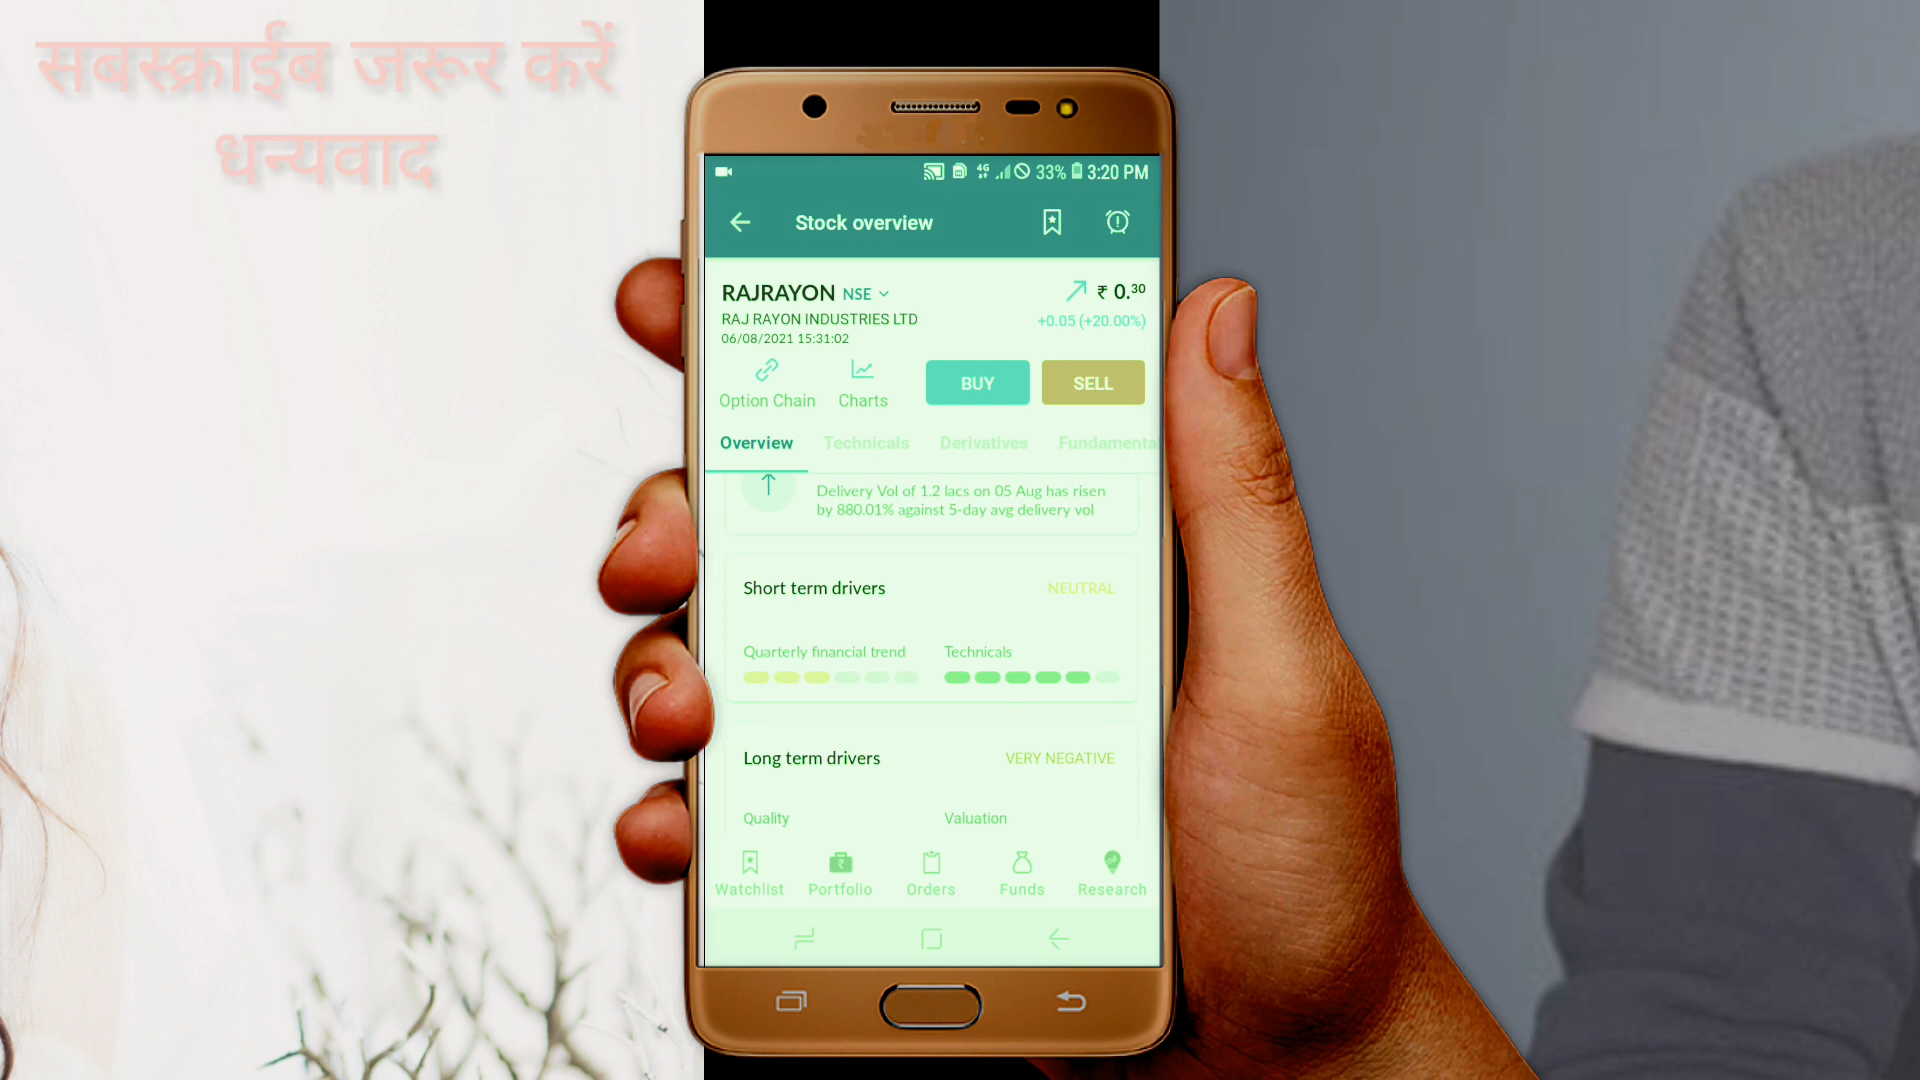 सबस्क्राईब जरूर करें
धन्यवाद
4G 33% 3:20 PM
Stock overview
RAJRAYON NSE ₹ 0.30
RAJ RAYON INDUSTRIES LTD +0.05 (+20.00%)
06/08/2021 15:31:02
Option Chain Charts BUY SELL
Overview Technicals Derivatives Fundamenta
Delivery Vol of 1.2 lacs on 05 Aug has risen
by 880.01% against 5-day avg delivery vol
Short term drivers NEUTRAL
Quarterly financial trend Technicals
Long term drivers VERY NEGATIVE
Quality Valuation
Watchlist Portfolio Orders Funds Research